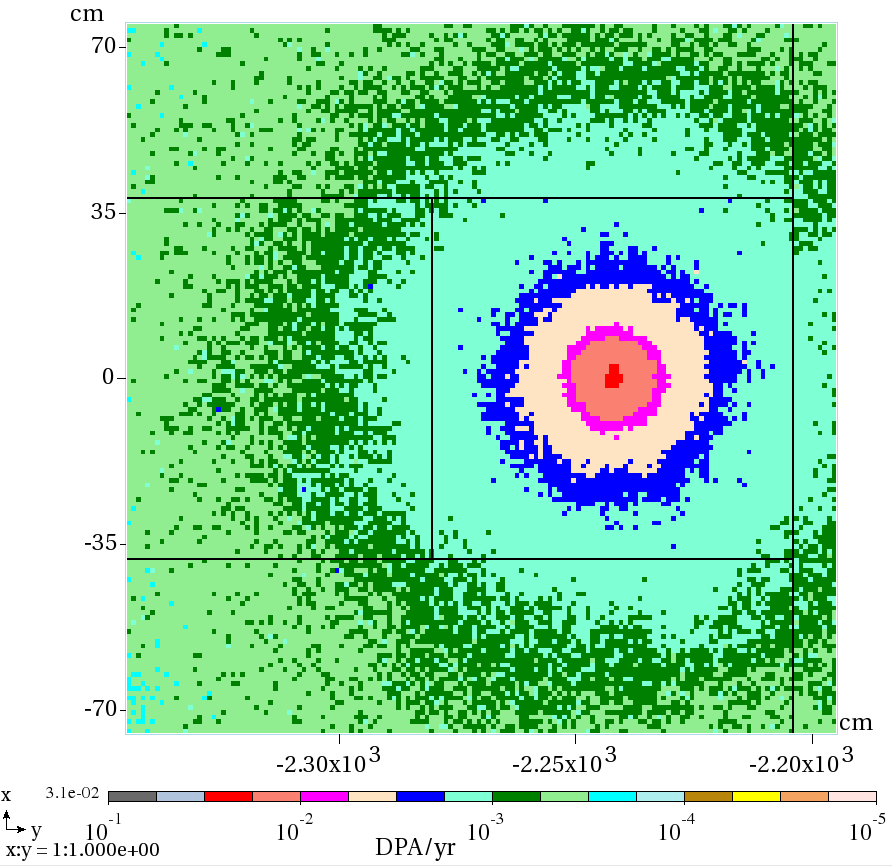 cm
70
35
0
-35
-70
cm
-2.30x10³ -2.25x10³ -2.20x10³
x 3.1e-02
y 10⁻¹ 10⁻² 10⁻³ 10⁻⁴ 10⁻⁵
x:y = 1:1.000e+00 DPA/yr